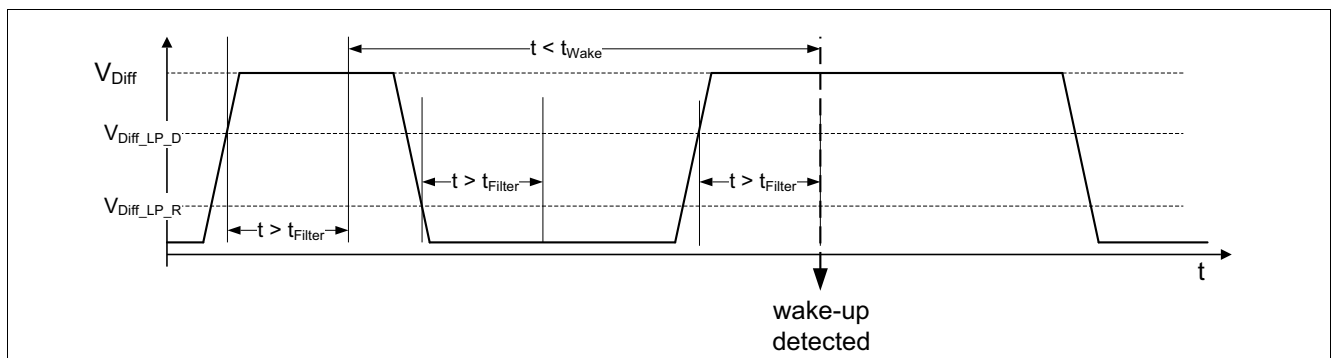 t < tWake
VDiff
VDiff_LP_D
t > tFilter
t > tFilter
VDiff_LP_R
t > tFilter
t
wake-up
detected